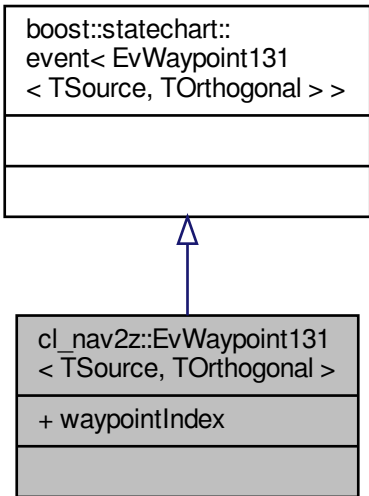 boost::statechart::
event< EvWaypoint131
< TSource, TOrthogonal > >
cl_nav2z::EvWaypoint131
< TSource, TOrthogonal >
+ waypointIndex